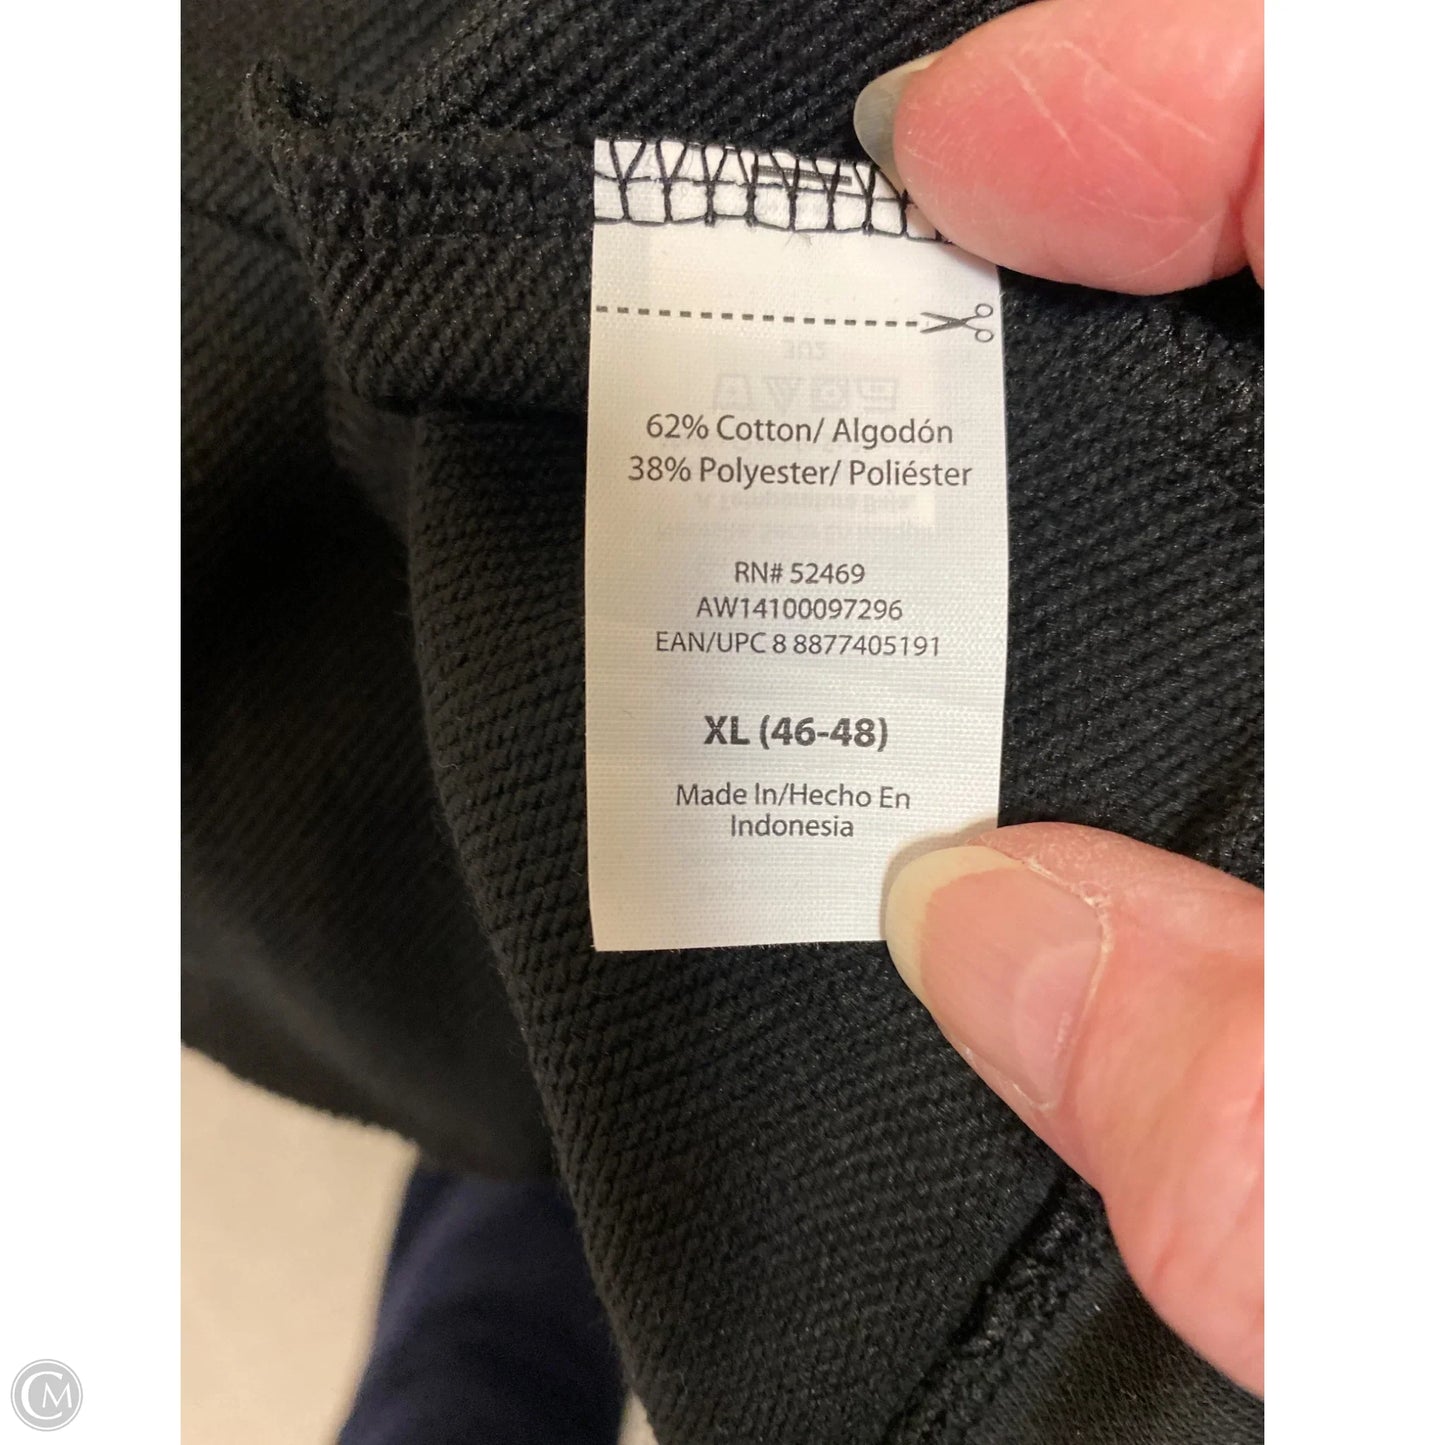 62% Cotton/ Algodón
38% Polyester/ Poliéster
RN# 52469
AW14100097296
EAN/UPC 8 8877405191
XL (46-48)
Made In/Hecho En
Indonesia
CM